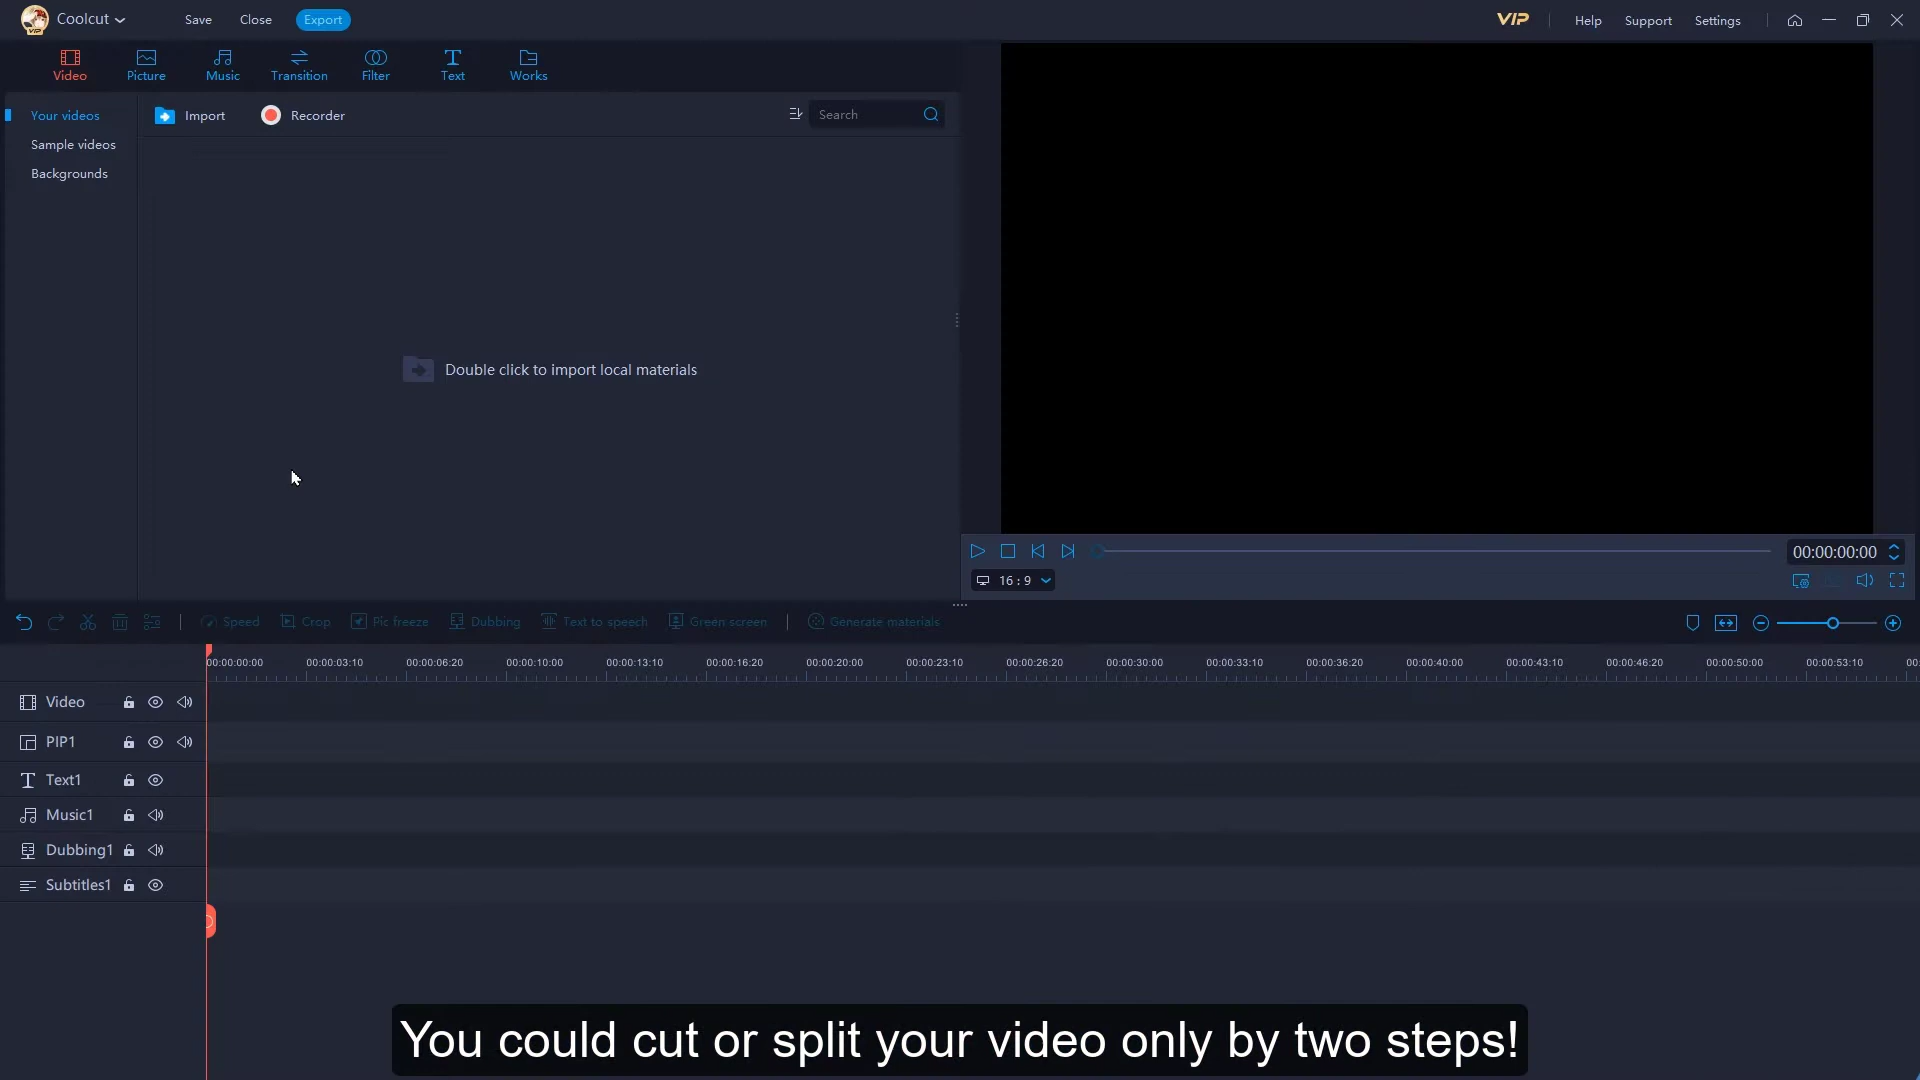 Coolcut Save Close Export VIP Help Support Settings
VIP
Video Picture Music Transition Filter Text Works
Your videos Import Recorder Search
Sample videos
Backgrounds
Double click to import local materials
00:00:00:00
16 : 9
Speed Crop Pic freeze Dubbing Text to speech Green screen Generate materials
00:00:00:00 00:00:03:10 00:00:06:20 00:00:10:00 00:00:13:10 00:00:16:20 00:00:20:00 00:00:23:10 00:00:26:20 00:00:30:00 00:00:33:10 00:00:36:20 00:00:40:00 00:00:43:10 00:00:46:20 00:00:50:00 00:00:53:10 00:
Video
PIP1
Text1
Music1
Dubbing1
Subtitles1
You could cut or split your video only by two steps!